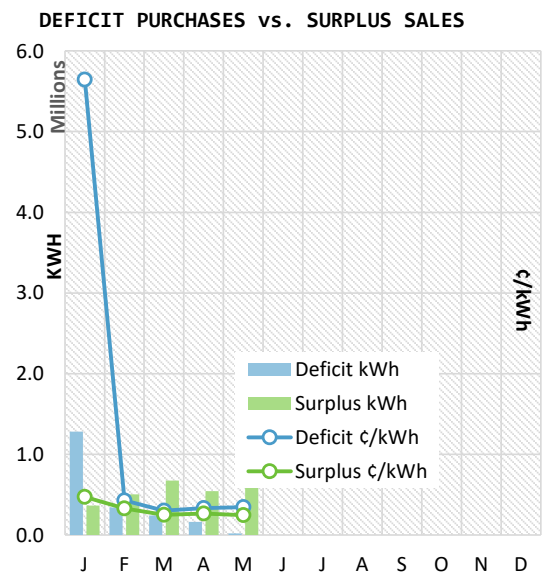 DEFICIT PURCHASES vs. SURPLUS SALES
6.0
Millions
5.0
4.0
KWH
3.0
¢/kWh
2.0
Deficit kWh
Surplus kWh
1.0
Deficit ¢/kWh
Surplus ¢/kWh
0.0
J F M A M J J A S O N D